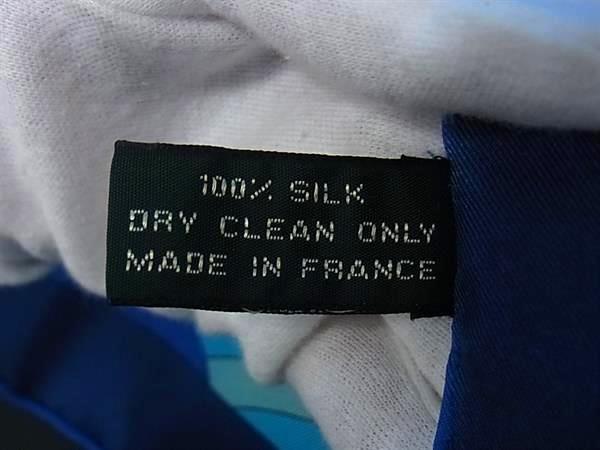 100% SILK
DRY CLEAN ONLY
MADE IN FRANCE